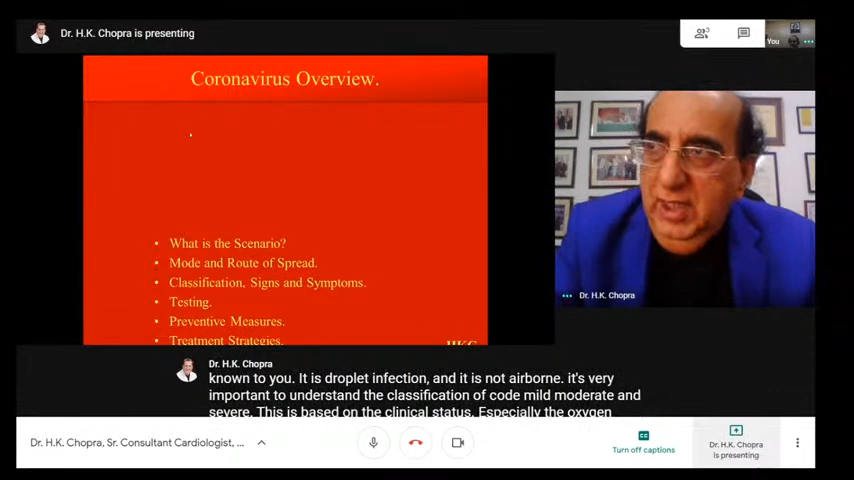 Dr. H.K. Chopra is presenting
3
You
Coronavirus Overview.
• What is the Scenario?
• Mode and Route of Spread.
• Classification, Signs and Symptoms.
• Testing.
• Preventive Measures.
• Treatment Strategies.
HKC
Dr. H.K. Chopra
Dr. H.K. Chopra
known to you. It is droplet infection, and it is not airborne. it's very
important to understand the classification of code mild moderate and
severe. This is based on the clinical status. Especially the oxygen
Dr. H.K. Chopra, Sr. Consultant Cardiologist, ...
Turn off captions
Dr. H.K. Chopra
is presenting